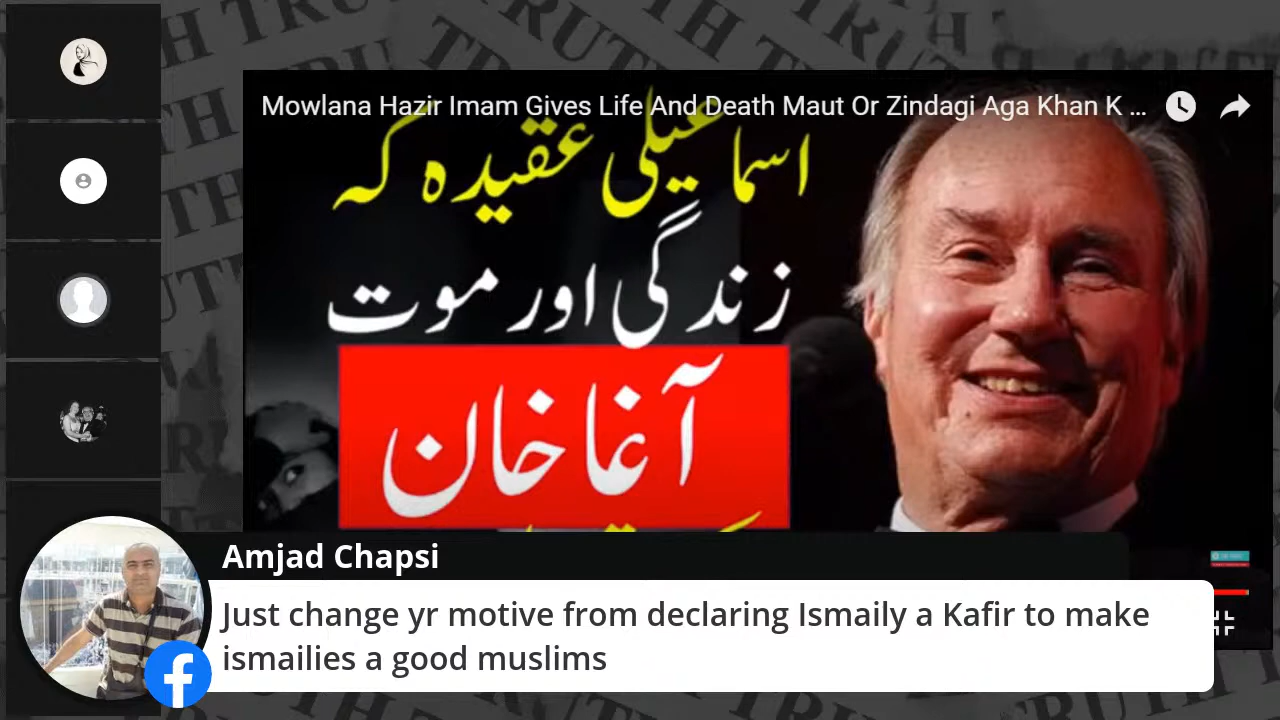 Mowlana Hazir Imam Gives Life And Death Maut Or Zindagi Aga Khan K ...
اسماعیلی عقیدہ کہ
زندگی اور موت
آغا خان
Amjad Chapsi
Just change yr motive from declaring Ismaily a Kafir to make
ismailies a good muslims
TRUTH